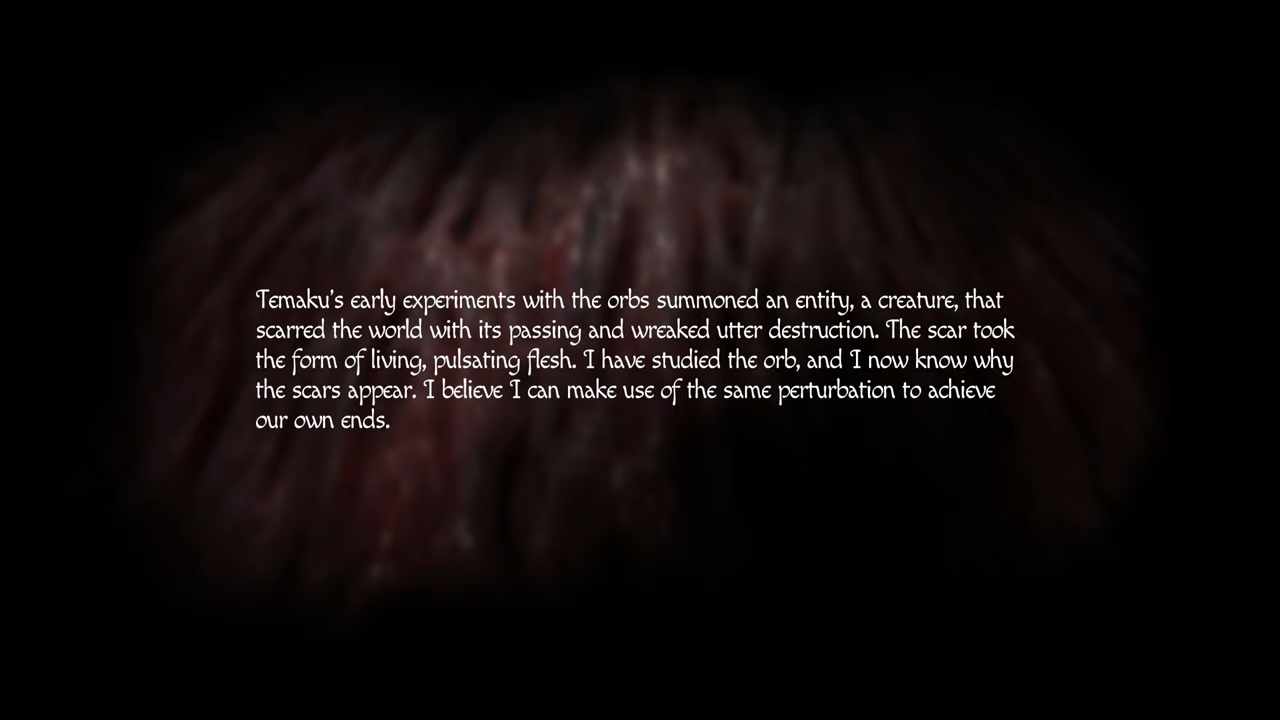 Temaku's early experiments with the orbs summoned an entity, a creature, that
scarred the world with its passing and wreaked utter destruction. The scar took
the form of living, pulsating flesh. I have studied the orb, and I now know why
the scars appear. I believe I can make use of the same perturbation to achieve
our own ends.